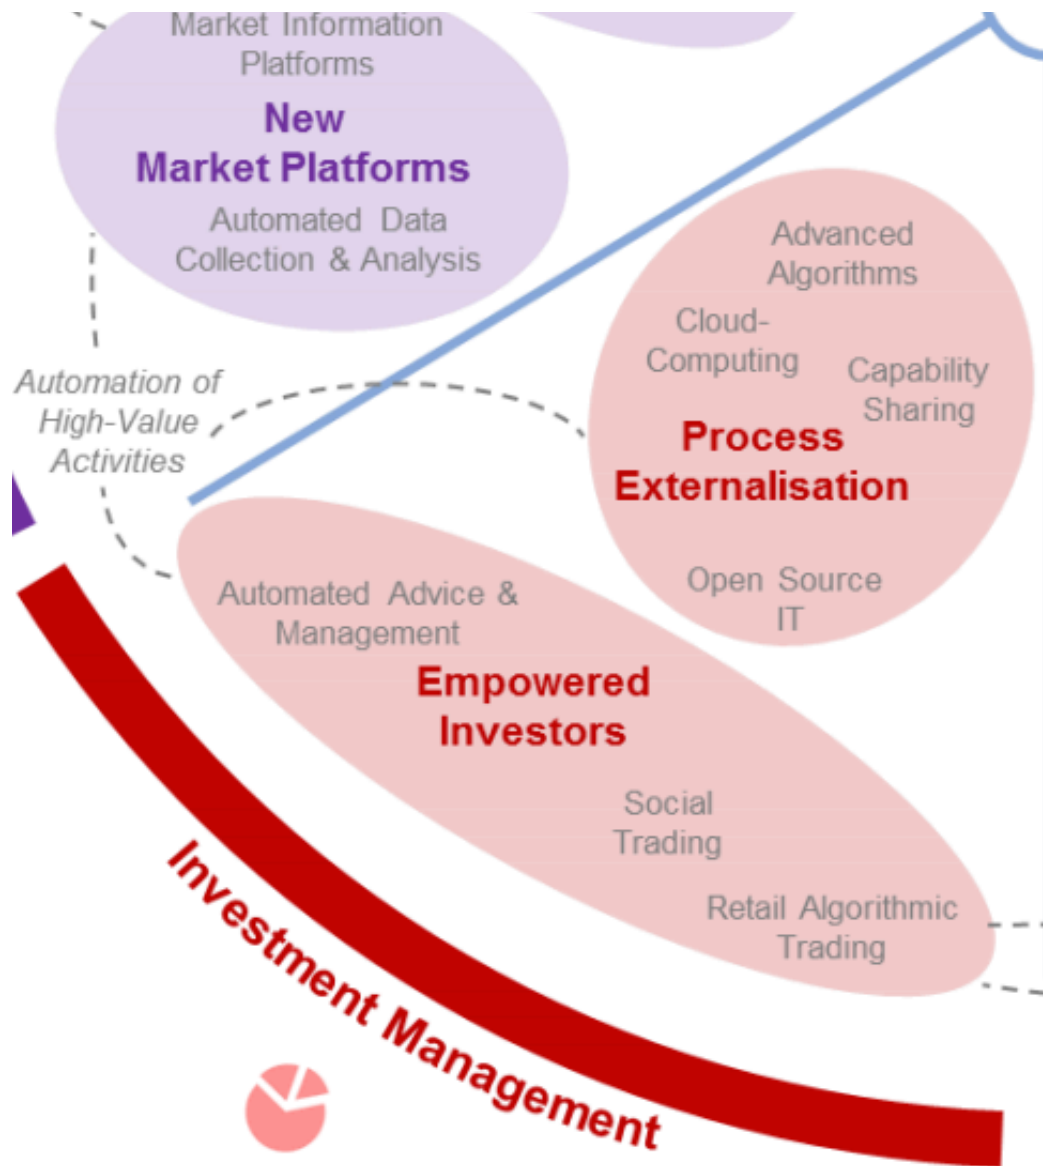 Market Information
Platforms
New
Market Platforms
Automated Data
Collection & Analysis
Advanced
Algorithms
Cloud-
Computing
Capability
Sharing
Process
Externalisation
Open Source
IT
Automation of
High-Value
Activities
Automated Advice &
Management
Empowered
Investors
Social
Trading
Retail Algorithmic
Trading
Investment Management